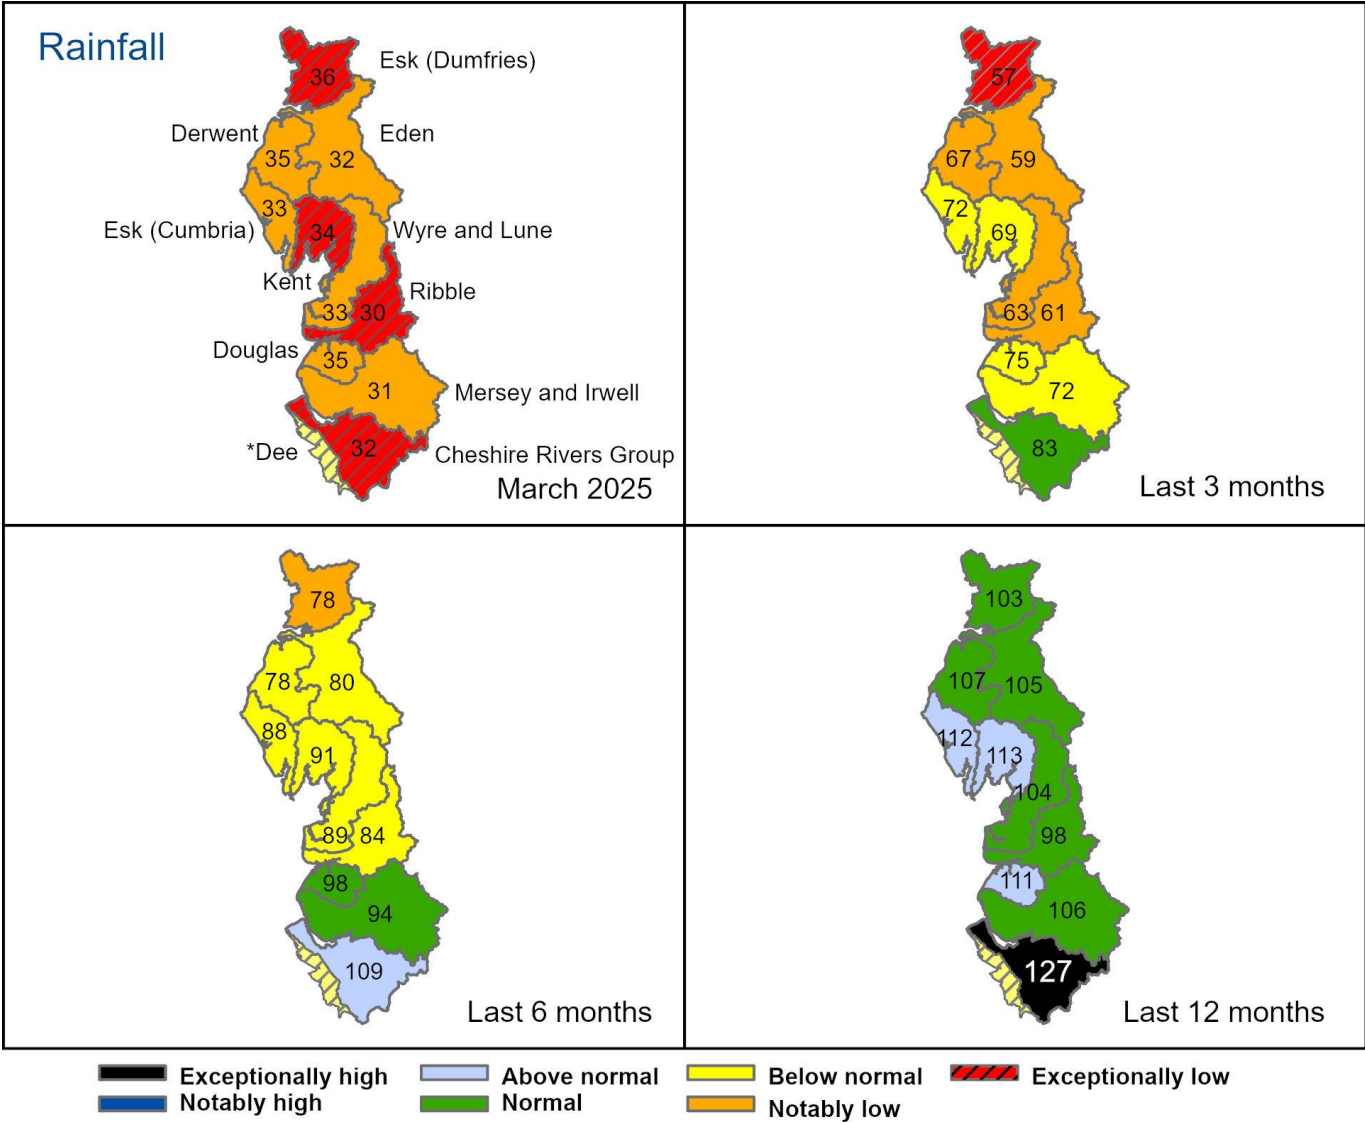 Rainfall
36
Esk (Dumfries)
Derwent
Eden
35
32
33
Esk (Cumbria)
34
Wyre and Lune
Kent
Ribble
33
30
Douglas
35
31
Mersey and Irwell
*Dee
32
Cheshire Rivers Group
March 2025
57
67
59
72
69
63
61
75
72
83
Last 3 months
78
78
80
88
91
89
84
98
94
109
Last 6 months
103
107
105
112
113
104
98
111
106
127
Last 12 months
Exceptionally high
Above normal
Below normal
Exceptionally low
Notably high
Normal
Notably low